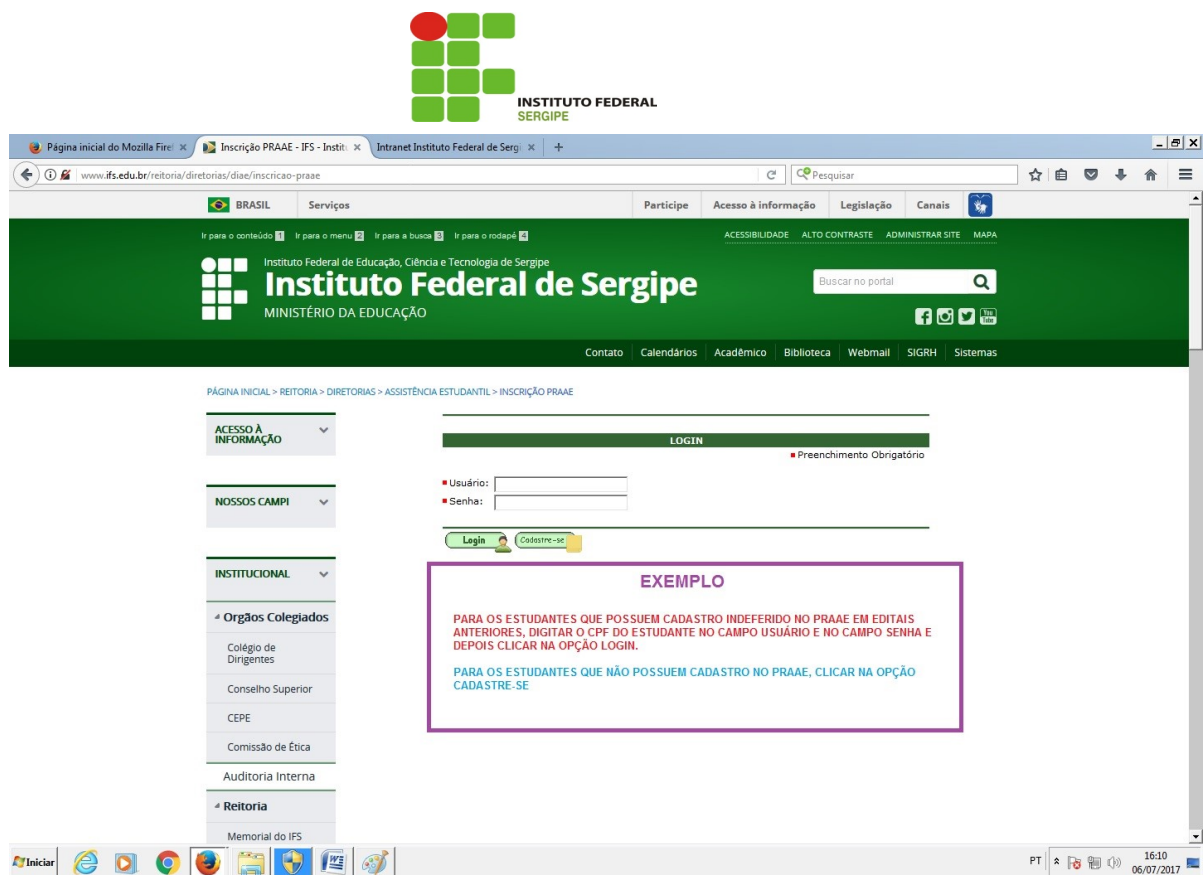 INSTITUTO FEDERAL
SERGIPE
Página inicial do Mozilla Firef
Inscrição PRAAE - IFS - Institu
Intranet Instituto Federal de Sergi
www.ifs.edu.br/reitoria/diretorias/diae/inscricao-praae
Pesquisar
BRASIL Serviços Participe Acesso à informação Legislação Canais
Ir para o conteúdo 1 Ir para o menu 2 Ir para a busca 3 Ir para o rodapé 4 ACESSIBILIDADE ALTO CONTRASTE ADMINISTRAR SITE MAPA
Instituto Federal de Educação, Ciência e Tecnologia de Sergipe
Instituto Federal de Sergipe
MINISTÉRIO DA EDUCAÇÃO
Buscar no portal
You Tube
Contato Calendários Acadêmico Biblioteca Webmail SIGRH Sistemas
PÁGINA INICIAL > REITORIA > DIRETORIAS > ASSISTÊNCIA ESTUDANTIL > INSCRIÇÃO PRAAE
ACESSO À
INFORMAÇÃO
NOSSOS CAMPI
INSTITUCIONAL
Orgãos Colegiados
Colégio de
Dirigentes
Conselho Superior
CEPE
Comissão de Ética
Auditoria Interna
Reitoria
Memorial do IFS
LOGIN
Preenchimento Obrigatório
Usuário:
Senha:
Login Cadastre-se
EXEMPLO
PARA OS ESTUDANTES QUE POSSUEM CADASTRO INDEFERIDO NO PRAAE EM EDITAIS
ANTERIORES, DIGITAR O CPF DO ESTUDANTE NO CAMPO USUÁRIO E NO CAMPO SENHA E
DEPOIS CLICAR NA OPÇÃO LOGIN.
PARA OS ESTUDANTES QUE NÃO POSSUEM CADASTRO NO PRAAE, CLICAR NA OPÇÃO
CADASTRE-SE
Iniciar
PT
16:10
06/07/2017